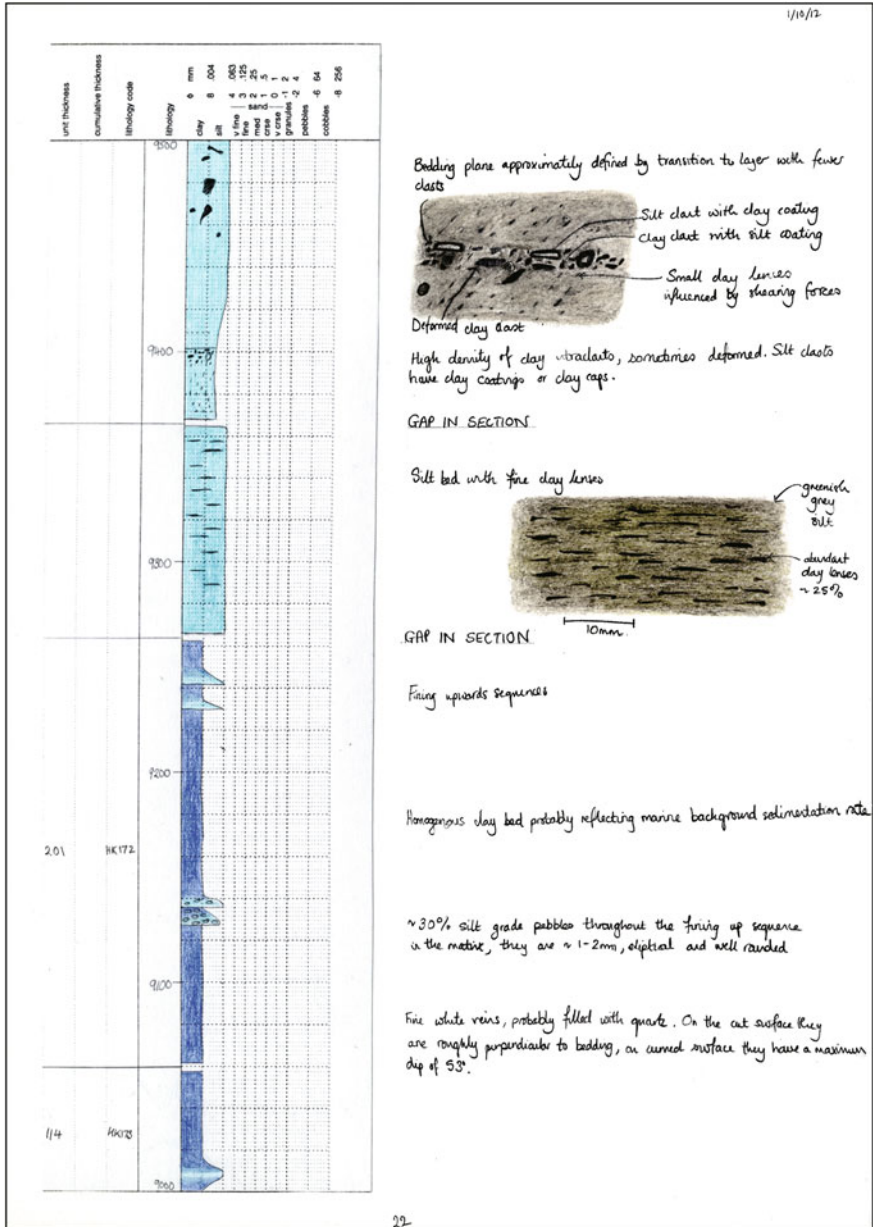 1/10/12
unit thickness
cumulative thickness
lithology code
lithology
clay
silt
v fine
fine
med
crse
v crse
granules
pebbles
cobbles
sand
ϕ mm
8 .004
4 .063
3 .125
2 .25
1 .5
0 1
-1 2
-2 4
-6 64
-8 256
9500
9400
9300
9200
9100
9000
201
HK172
114
HK173
Bedding plane approximately defined by transition to layer with fewer
clasts
Silt clast with clay coating
Clay clast with silt coating
Small clay lenses
influenced by shearing forces
Deformed clay clast
High density of clay intraclasts, sometimes deformed. Silt clasts
have clay coatings or clay caps.
GAP IN SECTION
Silt bed with fine clay lenses
greenish
grey
silt
abundant
clay lenses
~25%
10mm
GAP IN SECTION
Fining upwards sequences
Homogenous clay bed probably reflecting marine background sedimentation rate
~30% silt grade pebbles throughout the fining up sequence
in the matrix, they are ~ 1-2mm, eliptical and well rounded
Fine white veins, probably filled with quartz. On the cut surface they
are roughly perpendicular to bedding, on curved surface they have a maximum
dip of 53°.
22